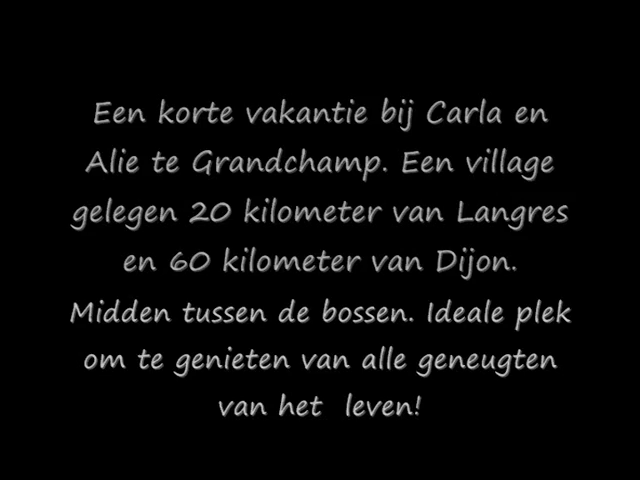 Een korte vakantie bij Carla en
Alie te Grandchamp. Een village
gelegen 20 kilometer van Langres
en 60 kilometer van Dijon.
Midden tussen de bossen. Ideale plek
om te genieten van alle geneugten
van het leven!